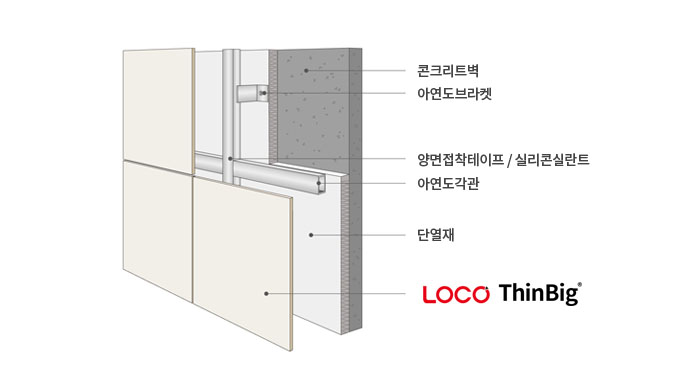 콘크리트벽
아연도브라켓
양면접착테이프 / 실리콘실란트
아연도각관
단열재
LOCO ThinBig®